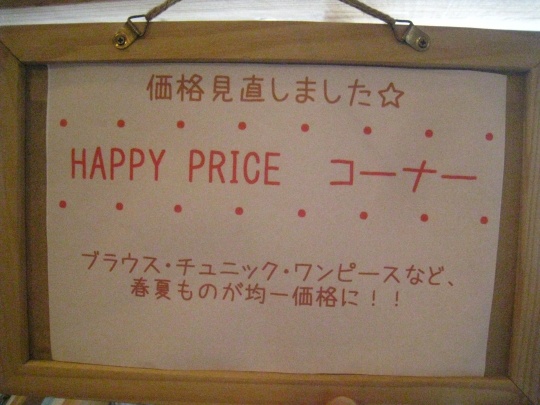 価格見直しました☆
HAPPY PRICE コーナー
ブラウス・チュニック・ワンピースなど、
春夏ものが均一価格に！！